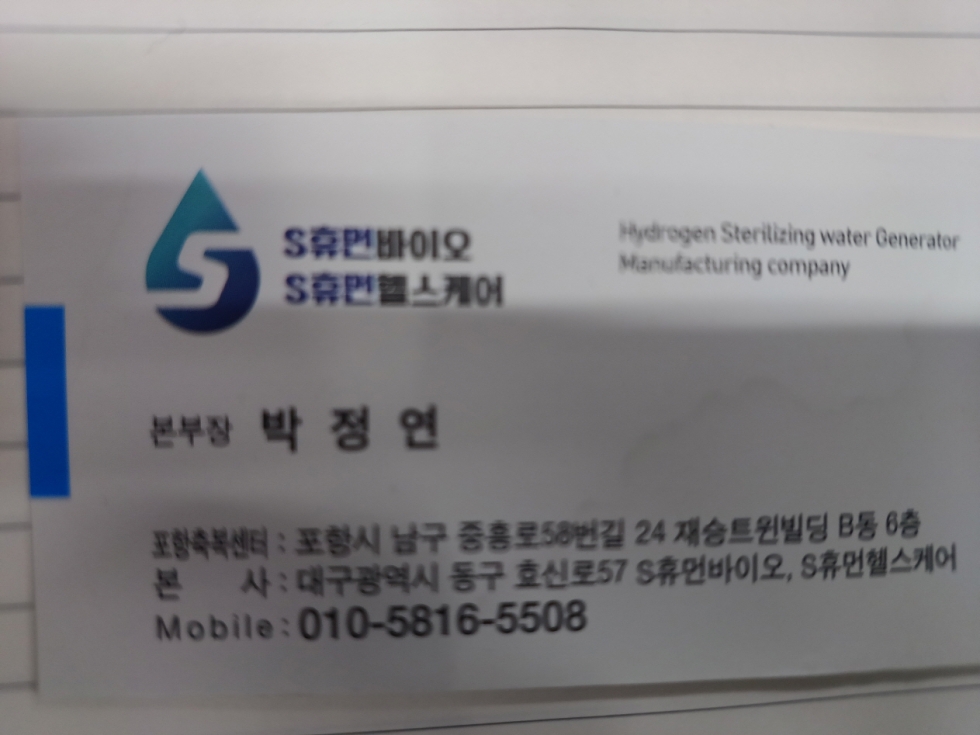 S휴먼바이오
S휴먼헬스케어
Hydrogen Sterilizing water Generator
Manufacturing company
본부장 박 정 연
포항축복센터 : 포항시 남구 중흥로58번길 24 재승트윈빌딩 B동 6층
본 사 : 대구광역시 동구 효신로57 S휴먼바이오, S휴먼헬스케어
Mobile : 010-5816-5508